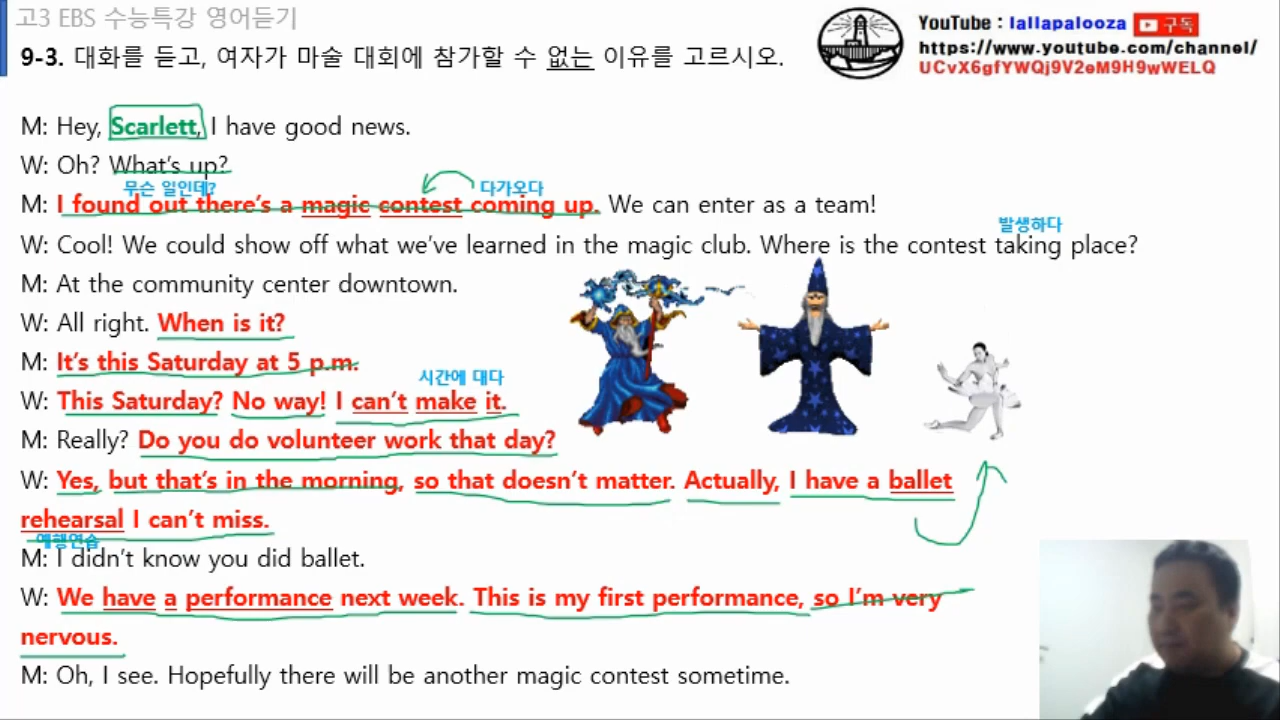 고3 EBS 수능특강 영어듣기
YouTube : lallapalooza 구독
https://www.youtube.com/channel/
UCvX6gfYWQj9V2eM9H9wWELQ
9-3. 대화를 듣고, 여자가 마술 대회에 참가할 수 없는 이유를 고르시오.
M: Hey, Scarlett, I have good news.
W: Oh? What's up?
무슨 일인데?
다가오다
M: I found out there's a magic contest coming up. We can enter as a team!
발생하다
W: Cool! We could show off what we've learned in the magic club. Where is the contest taking place?
M: At the community center downtown.
W: All right. When is it?
M: It's this Saturday at 5 p.m.
시간에 대다
W: This Saturday? No way! I can't make it.
M: Really? Do you do volunteer work that day?
W: Yes, but that's in the morning, so that doesn't matter. Actually, I have a ballet
rehearsal I can't miss.
예행연습
M: I didn't know you did ballet.
W: We have a performance next week. This is my first performance, so I'm very
nervous.
M: Oh, I see. Hopefully there will be another magic contest sometime.